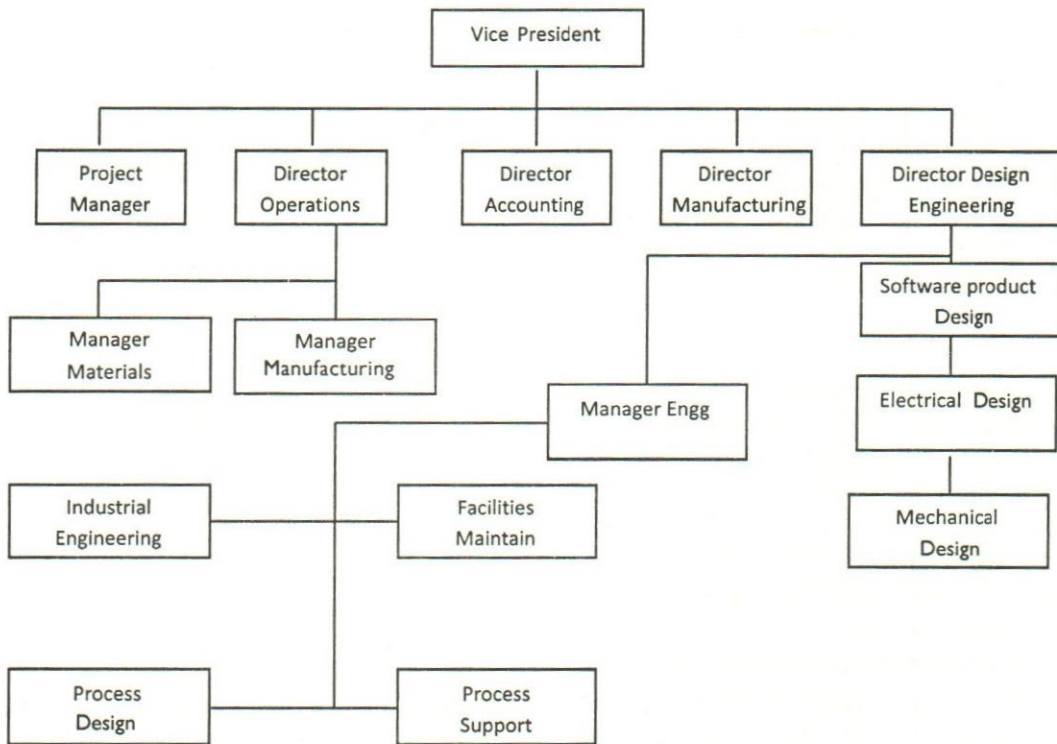 Vice President
Project
Manager
Director
Operations
Director
Accounting
Director
Manufacturing
Director Design
Engineering
Software product
Design
Manager
Materials
Manager
Manufacturing
Manager Engg
Electrical Design
Industrial
Engineering
Facilities
Maintain
Mechanical
Design
Process
Design
Process
Support